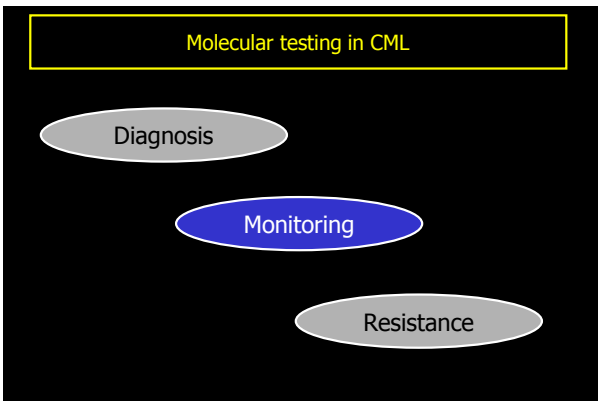 Molecular testing in CML
Diagnosis
Monitoring
Resistance